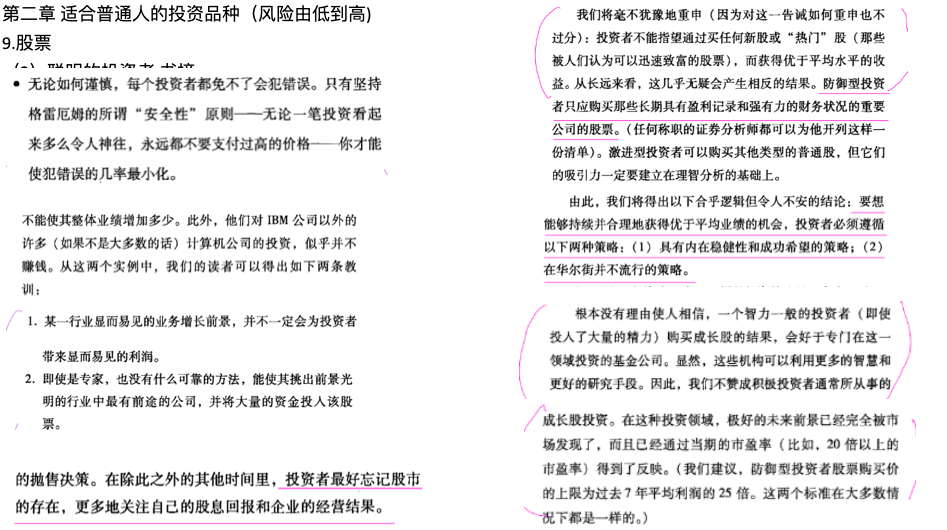 第二章 适合普通人的投资品种（风险由低到高)
9.股票
无论如何谨慎，每个投资者都免不了会犯错误。只有坚持
格雷厄姆的所谓“安全性”原则——无论一笔投资看起
来多么令人神往，永远都不要支付过高的价格——你才能
使犯错误的几率最小化。
不能使其整体业绩增加多少。此外，他们对 IBM 公司以外的
许多（如果不是大多数的话）计算机公司的投资，似乎并不
赚钱。从这两个实例中，我们的读者可以得出如下两条教
训：
1. 某一行业显而易见的业务增长前景，并不一定会为投资者
带来显而易见的利润。
2. 即使是专家，也没有什么可靠的方法，能使其挑出前景光
明的行业中最有前途的公司，并将大量的资金投入该股
票。
的抛售决策。在除此之外的其他时间里，投资者最好忘记股市
的存在，更多地关注自己的股息回报和企业的经营结果。
我们将毫不犹豫地重申（因为对这一告诫如何重申也不
过分）：投资者不能指望通过买任何新股或“热门”股（那些
被人们认为可以迅速致富的股票），而获得优于平均水平的收
益。从长远来看，这几乎无疑会产生相反的结果。防御型投资
者只应购买那些长期具有盈利记录和强有力的财务状况的重要
公司的股票。（任何称职的证券分析师都可以为他开列这样一
份清单）。激进型投资者可以购买其他类型的普通股，但它们
的吸引力一定要建立在理智分析的基础上。
由此，我们将得出以下合乎逻辑但令人不安的结论：要想
能够持续并合理地获得优于平均业绩的机会，投资者必须遵循
以下两种策略：（1）具有内在稳健性和成功希望的策略；（2）
在华尔街并不流行的策略。
根本没有理由使人相信，一个智力一般的投资者（即使
投入了大量的精力）购买成长股的结果，会好于专门在这一
领域投资的基金公司。显然，这些机构可以利用更多的智慧和
更好的研究手段。因此，我们不赞成积极投资者通常所从事的
成长股投资。在这种投资领域，极好的未来前景已经完全被市
场发现了，而且已经通过当期的市盈率（比如，20 倍以上的
市盈率）得到了反映。（我们建议，防御型投资者股票购买价
的上限为过去 7 年平均利润的 25 倍。这两个标准在大多数情
况下都是一样的。）